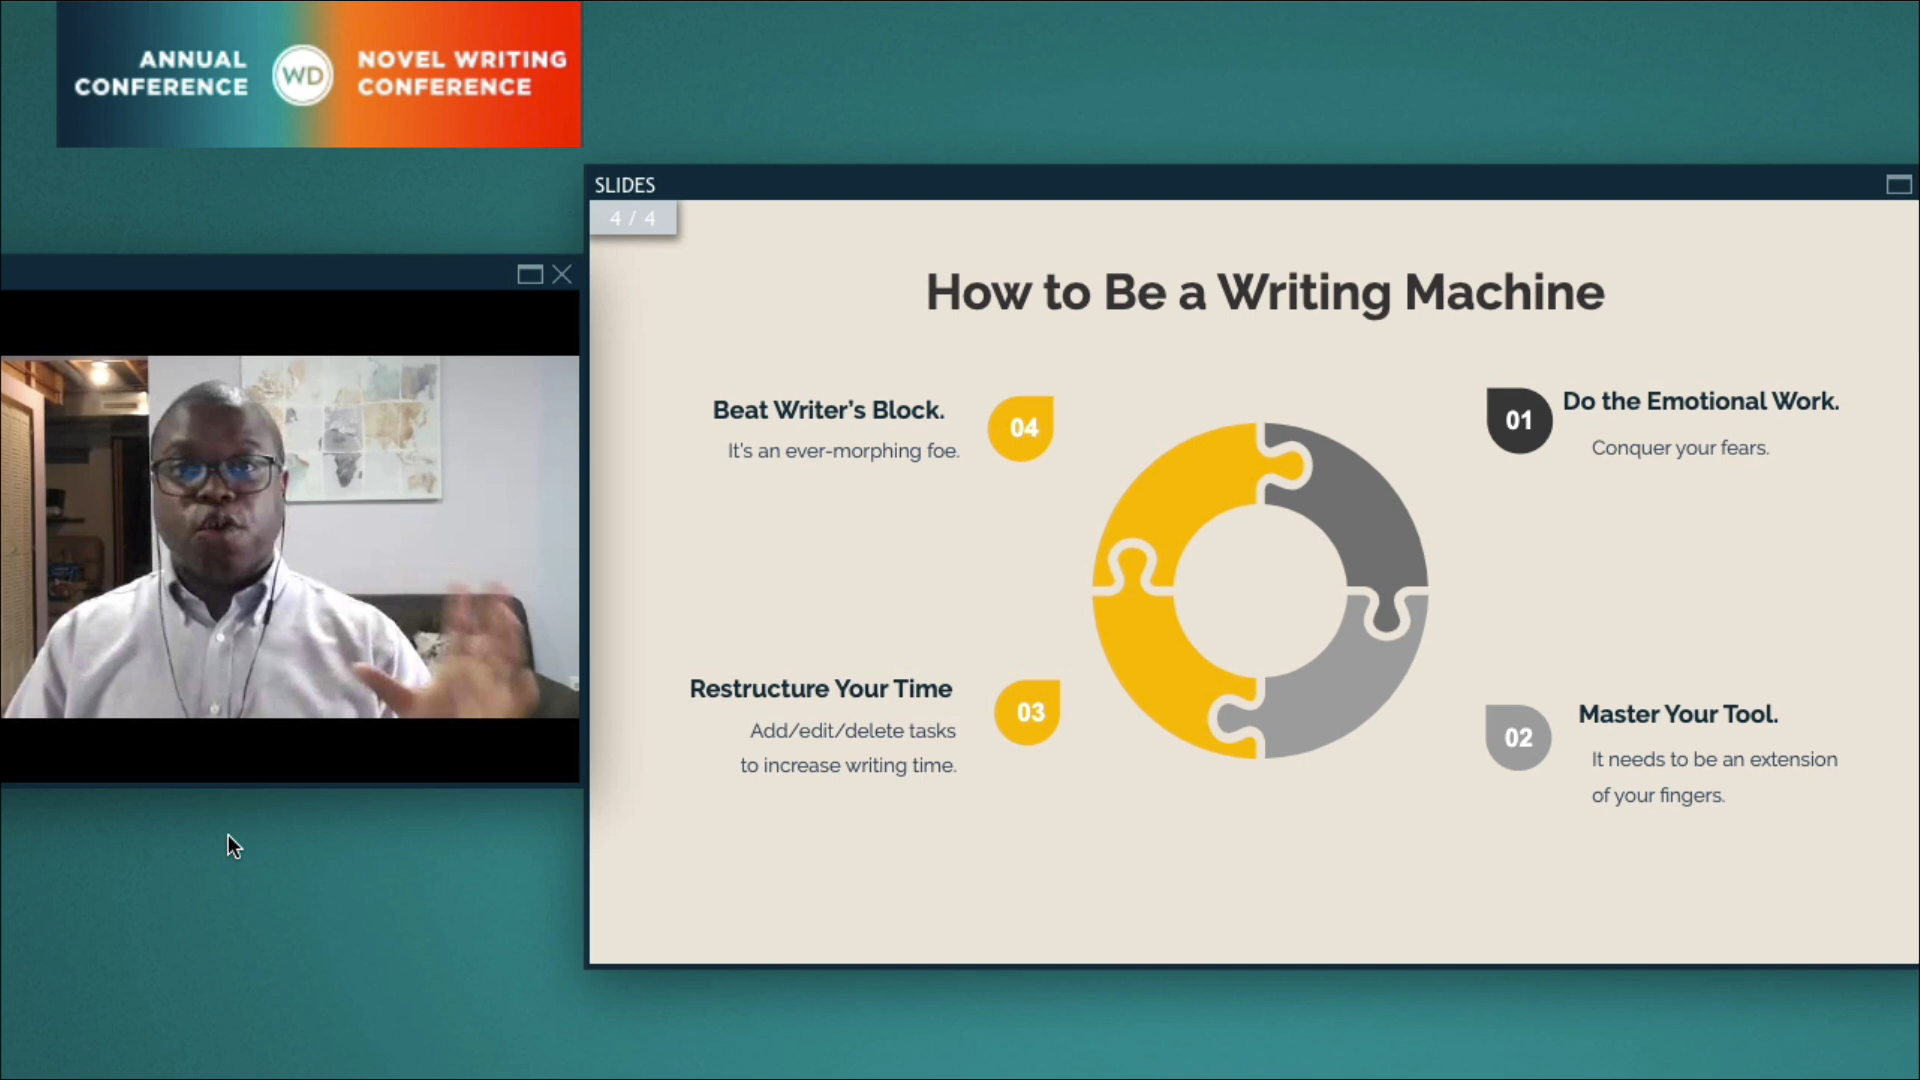 ANNUAL
CONFERENCE
WD
NOVEL WRITING
CONFERENCE
SLIDES
4 / 4
How to Be a Writing Machine
Beat Writer's Block.
It's an ever-morphing foe.
04
01
Do the Emotional Work.
Conquer your fears.
Restructure Your Time
Add/edit/delete tasks
to increase writing time.
03
02
Master Your Tool.
It needs to be an extension
of your fingers.